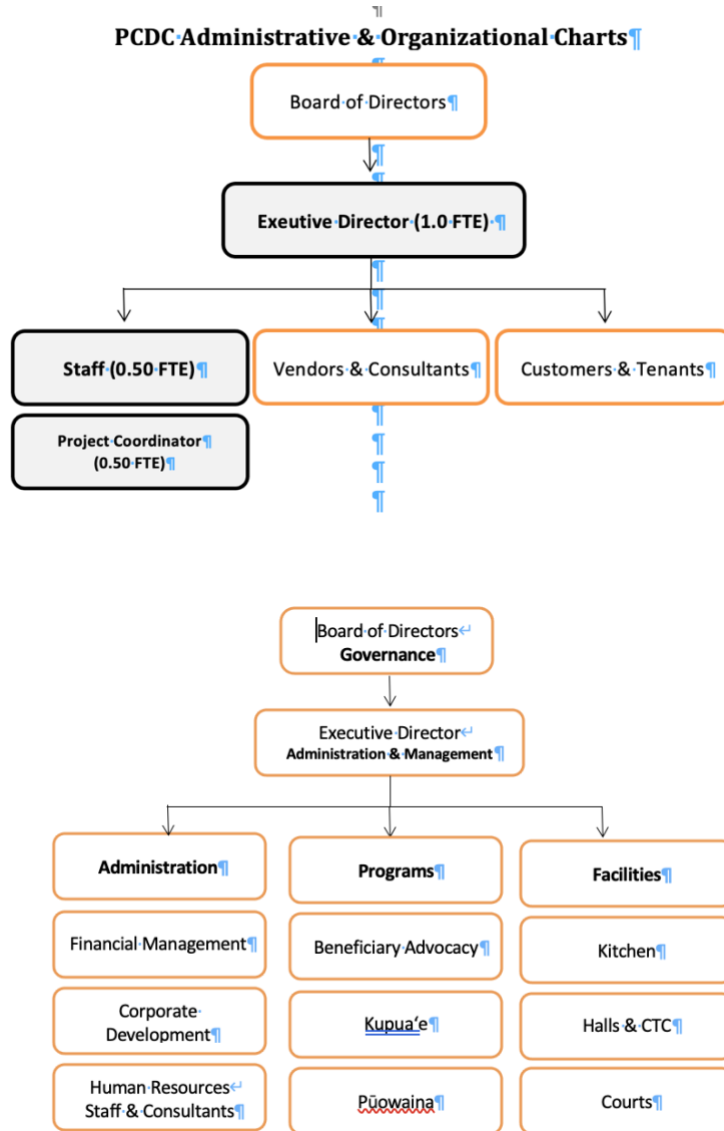 PCDC Administrative & Organizational Charts
Board of Directors
Exeutive Director (1.0 FTE)
Staff (0.50 FTE)
Vendors & Consultants
Customers & Tenants
Project Coordinator
(0.50 FTE)
Board of Directors
Governance
Executive Director
Administration & Management
Administration
Programs
Facilities
Financial Management
Beneficiary Advocacy
Kitchen
Corporate
Development
Kupuaʻe
Halls & CTC
Human Resources
Staff & Consultants
Pūowaina
Courts